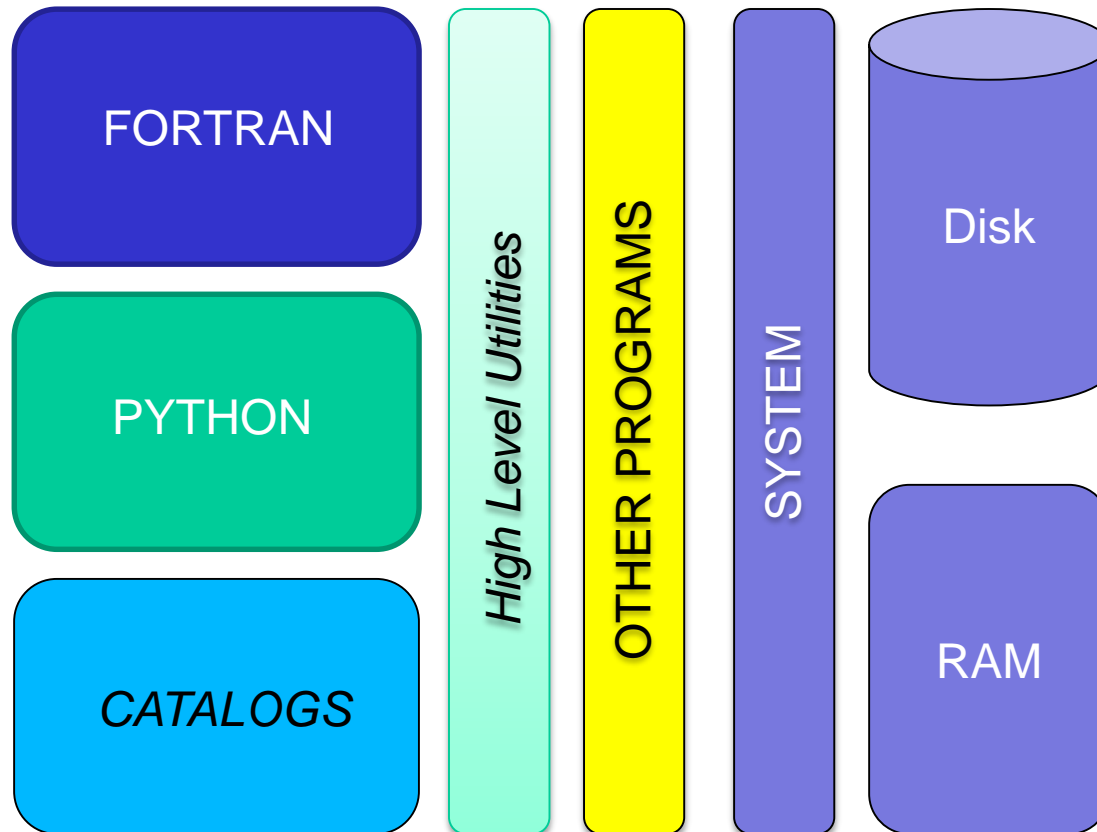 FORTRAN
PYTHON
CATALOGS
High Level Utilities
OTHER PROGRAMS
SYSTEM
Disk
RAM